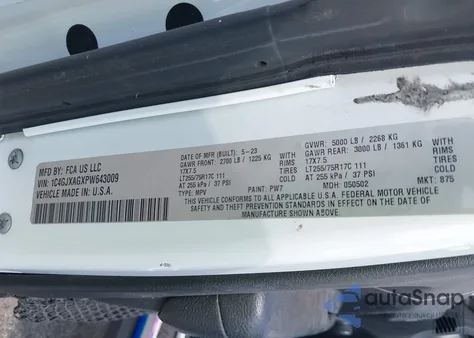 MFD BY: FCA US LLC
VIN: 1C4GJXAGXPW643009
VEHICLE MADE IN: U.S.A.
DATE OF MFR (BUILT): 5-23
GAWR FRONT: 2700 LB / 1225 KG
WITH TIRES
17X7.5
RIMS
LT255/75R17C 111
AT 255 kPa / 37 PSI
COLD
TYPE: MPV
PAINT: PW7
GVWR: 5000 LB / 2268 KG
GAWR REAR: 3000 LB / 1361 KG
WITH TIRES
17X7.5
RIMS
LT255/75R17C 111
AT 255 kPa / 37 PSI
COLD
MDH: 050502
MKT: 875
THIS VEHICLE CONFORMS TO ALL APPLICABLE U.S.A. FEDERAL MOTOR VEHICLE
SAFETY AND THEFT PREVENTION STANDARDS IN EFFECT ON THE DATE OF
MANUFACTURE SHOWN ABOVE.
autoSnap